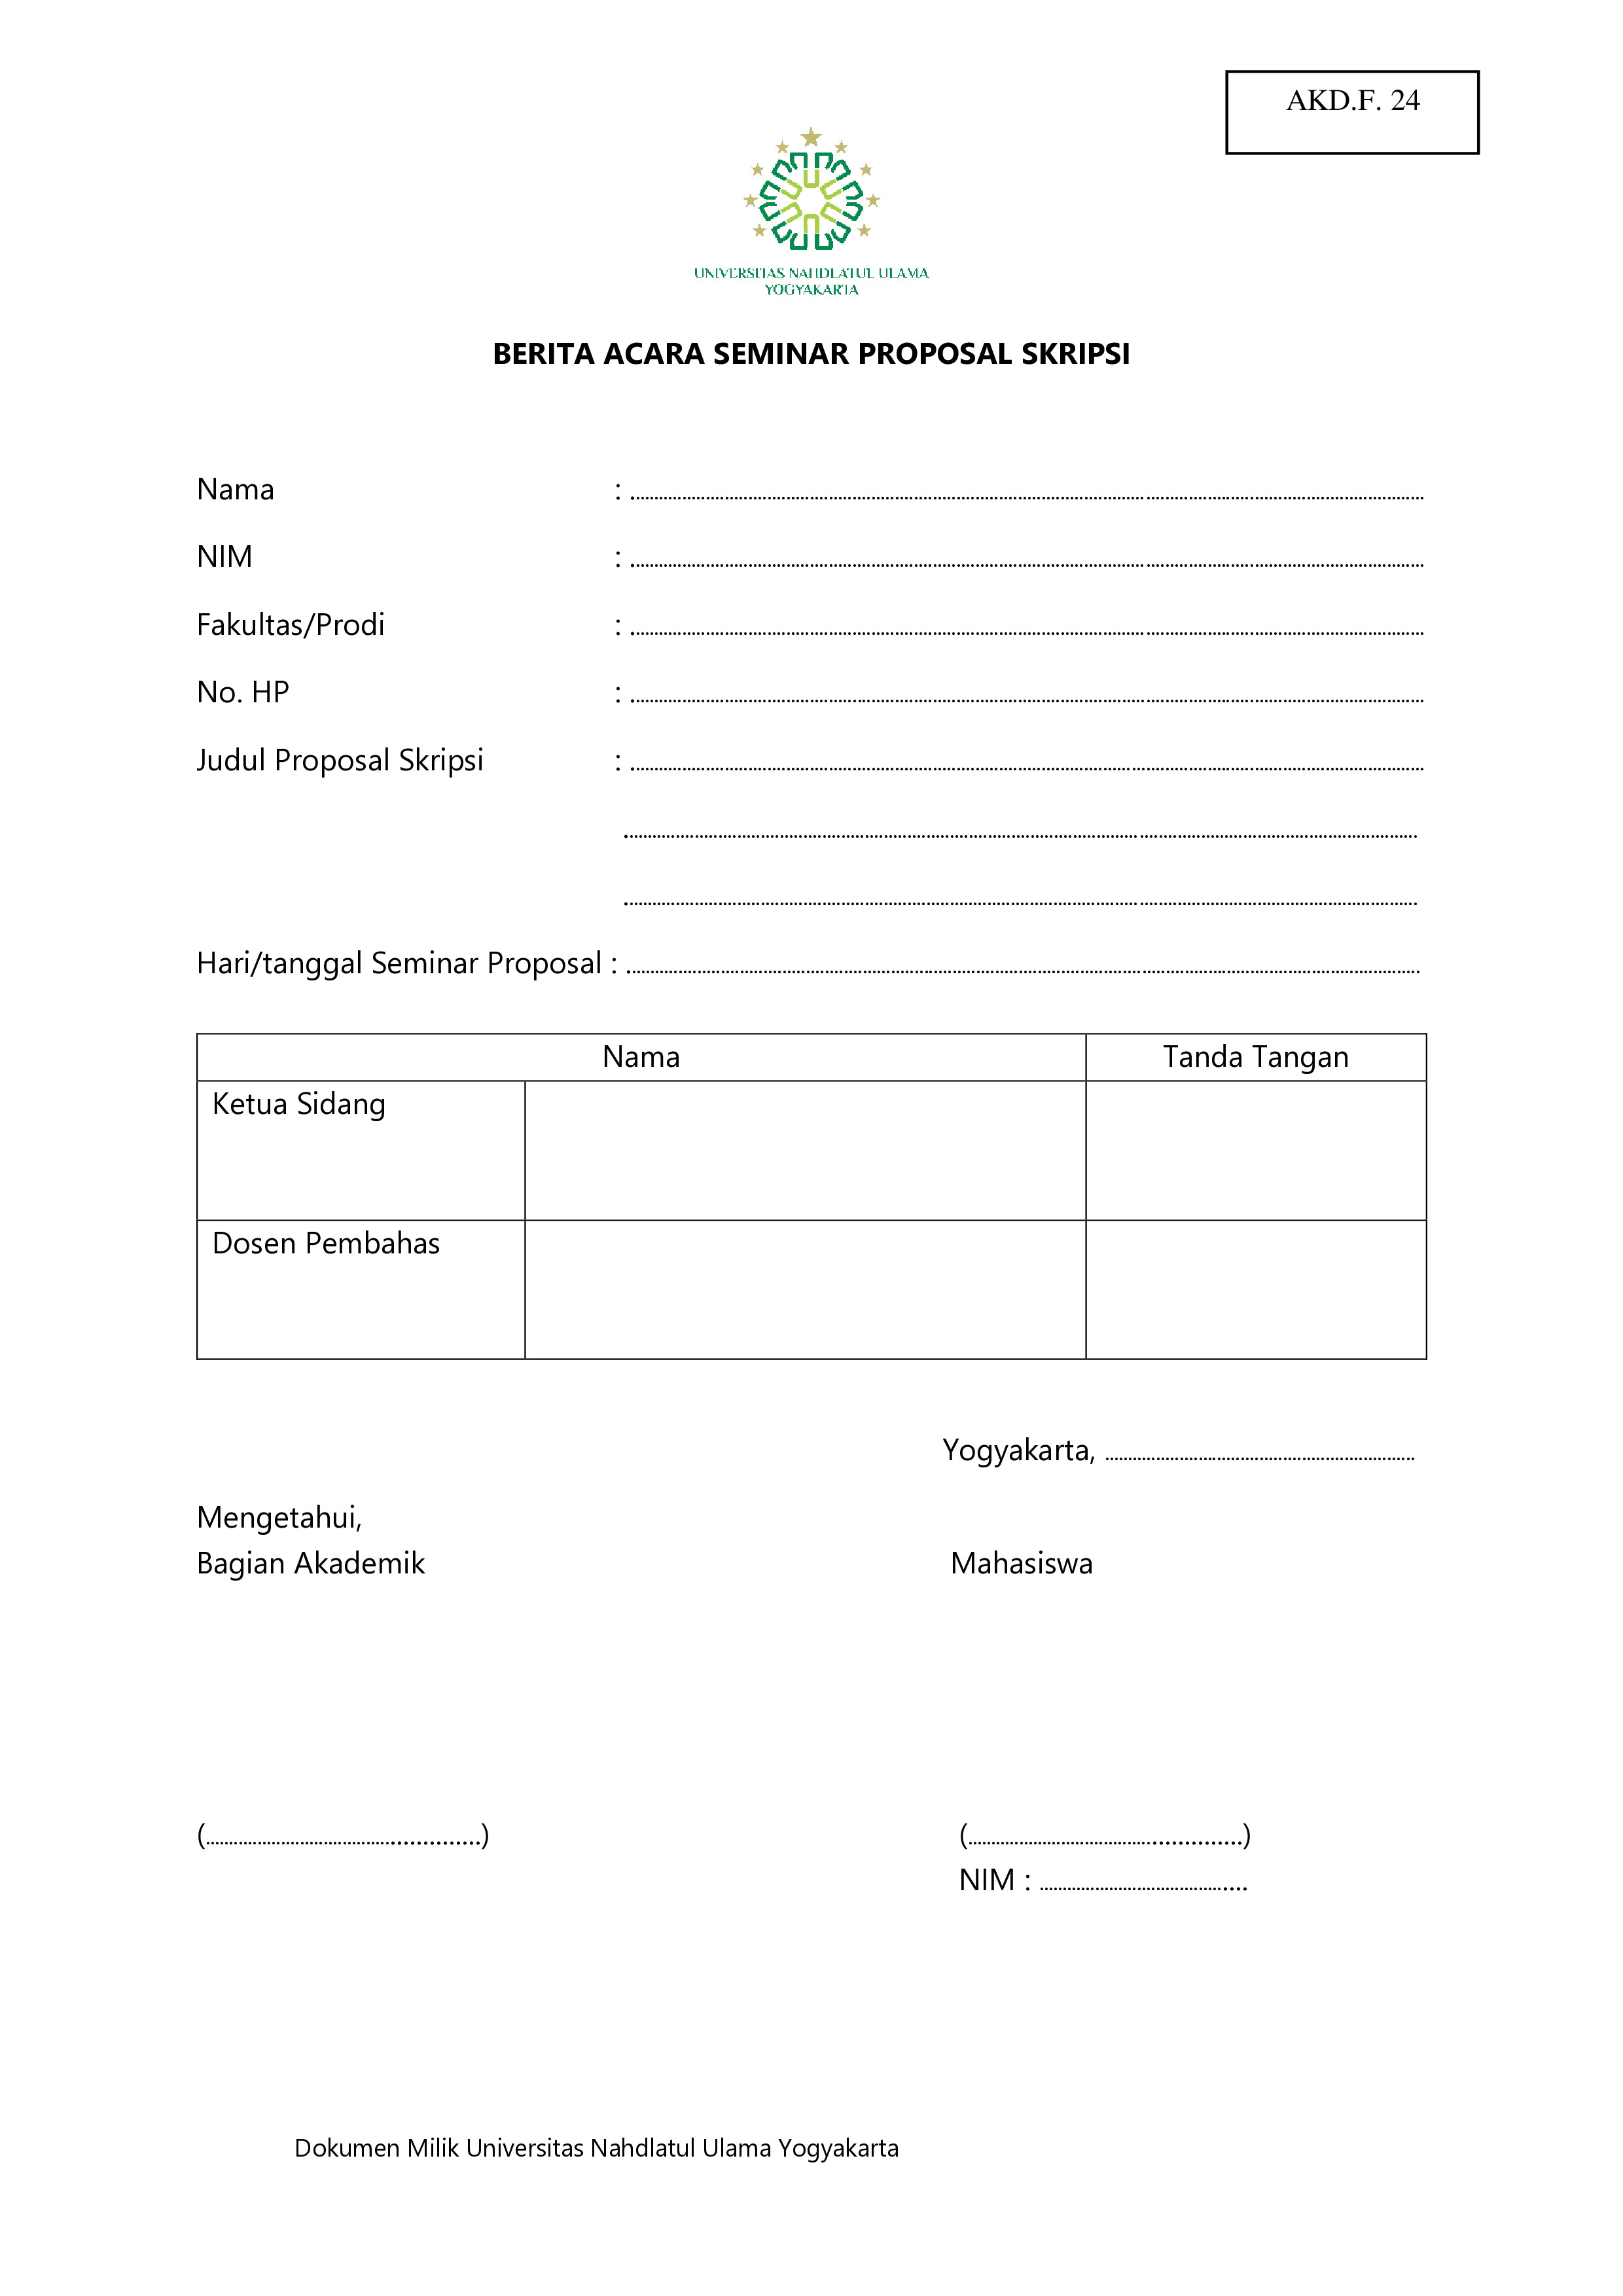 AKD.F. 24
UNIVERSITAS NAHDLATUL ULAMA
YOGYAKARTA
BERITA ACARA SEMINAR PROPOSAL SKRIPSI
Nama : ........................................................................
NIM : ........................................................................
Fakultas/Prodi : ........................................................................
No. HP : ........................................................................
Judul Proposal Skripsi : ........................................................................
........................................................................
........................................................................
Hari/tanggal Seminar Proposal : ........................................................................
Nama Tanda Tangan
Ketua Sidang
Dosen Pembahas
Yogyakarta, ............................................
Mengetahui,
Bagian Akademik Mahasiswa
(........................................) (........................................)
NIM : ..............................
Dokumen Milik Universitas Nahdlatul Ulama Yogyakarta